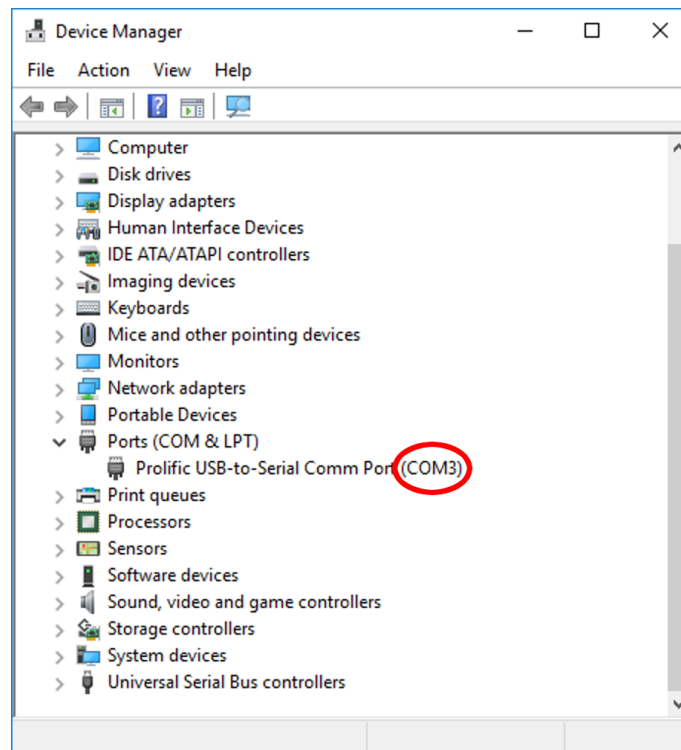 Device Manager
File Action View Help
Computer
Disk drives
Display adapters
Human Interface Devices
IDE ATA/ATAPI controllers
Imaging devices
Keyboards
Mice and other pointing devices
Monitors
Network adapters
Portable Devices
Ports (COM & LPT)
Prolific USB-to-Serial Comm Port (COM3)
Print queues
Processors
Sensors
Software devices
Sound, video and game controllers
Storage controllers
System devices
Universal Serial Bus controllers